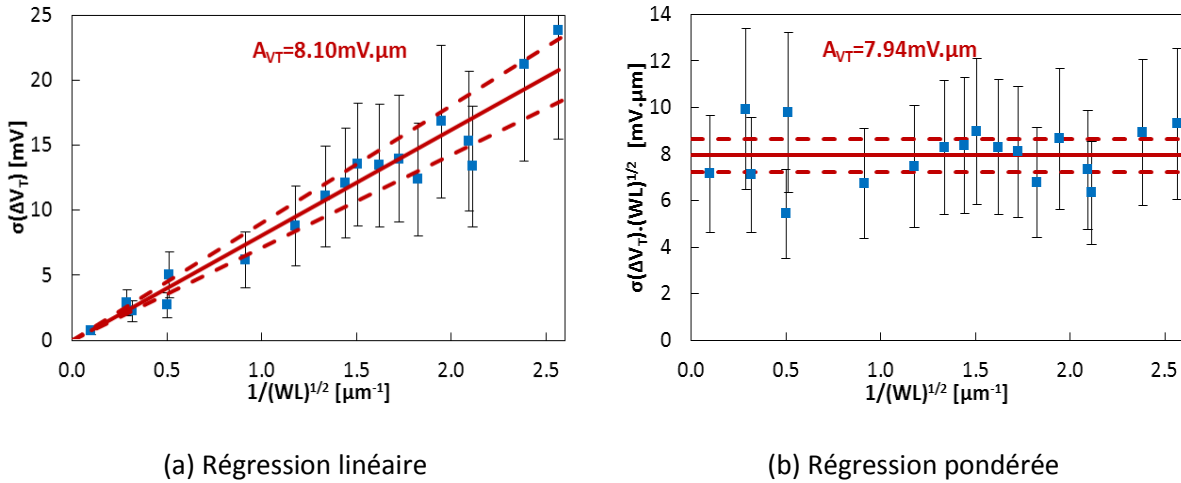 25
20
15
10
5
0
σ(ΔV_T) [mV]
A_VT=8.10mV.µm
0.0 0.5 1.0 1.5 2.0 2.5
1/(WL)^1/2 [µm^-1]
(a) Régression linéaire
14
12
10
8
6
4
2
0
σ(ΔV_T).(WL)^1/2 [mV.µm]
A_VT=7.94mV.µm
0.0 0.5 1.0 1.5 2.0 2.5
1/(WL)^1/2 [µm^-1]
(b) Régression pondérée